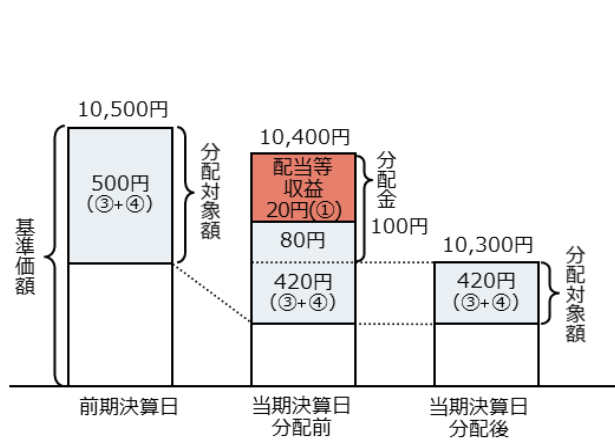 10,500円
500円
(③+④)
分配対象額
基準価額
10,400円
配当等
収益
20円(①)
80円
420円
(③+④)
分配金
100円
10,300円
420円
(③+④)
分配対象額
前期決算日
当期決算日
分配前
当期決算日
分配後